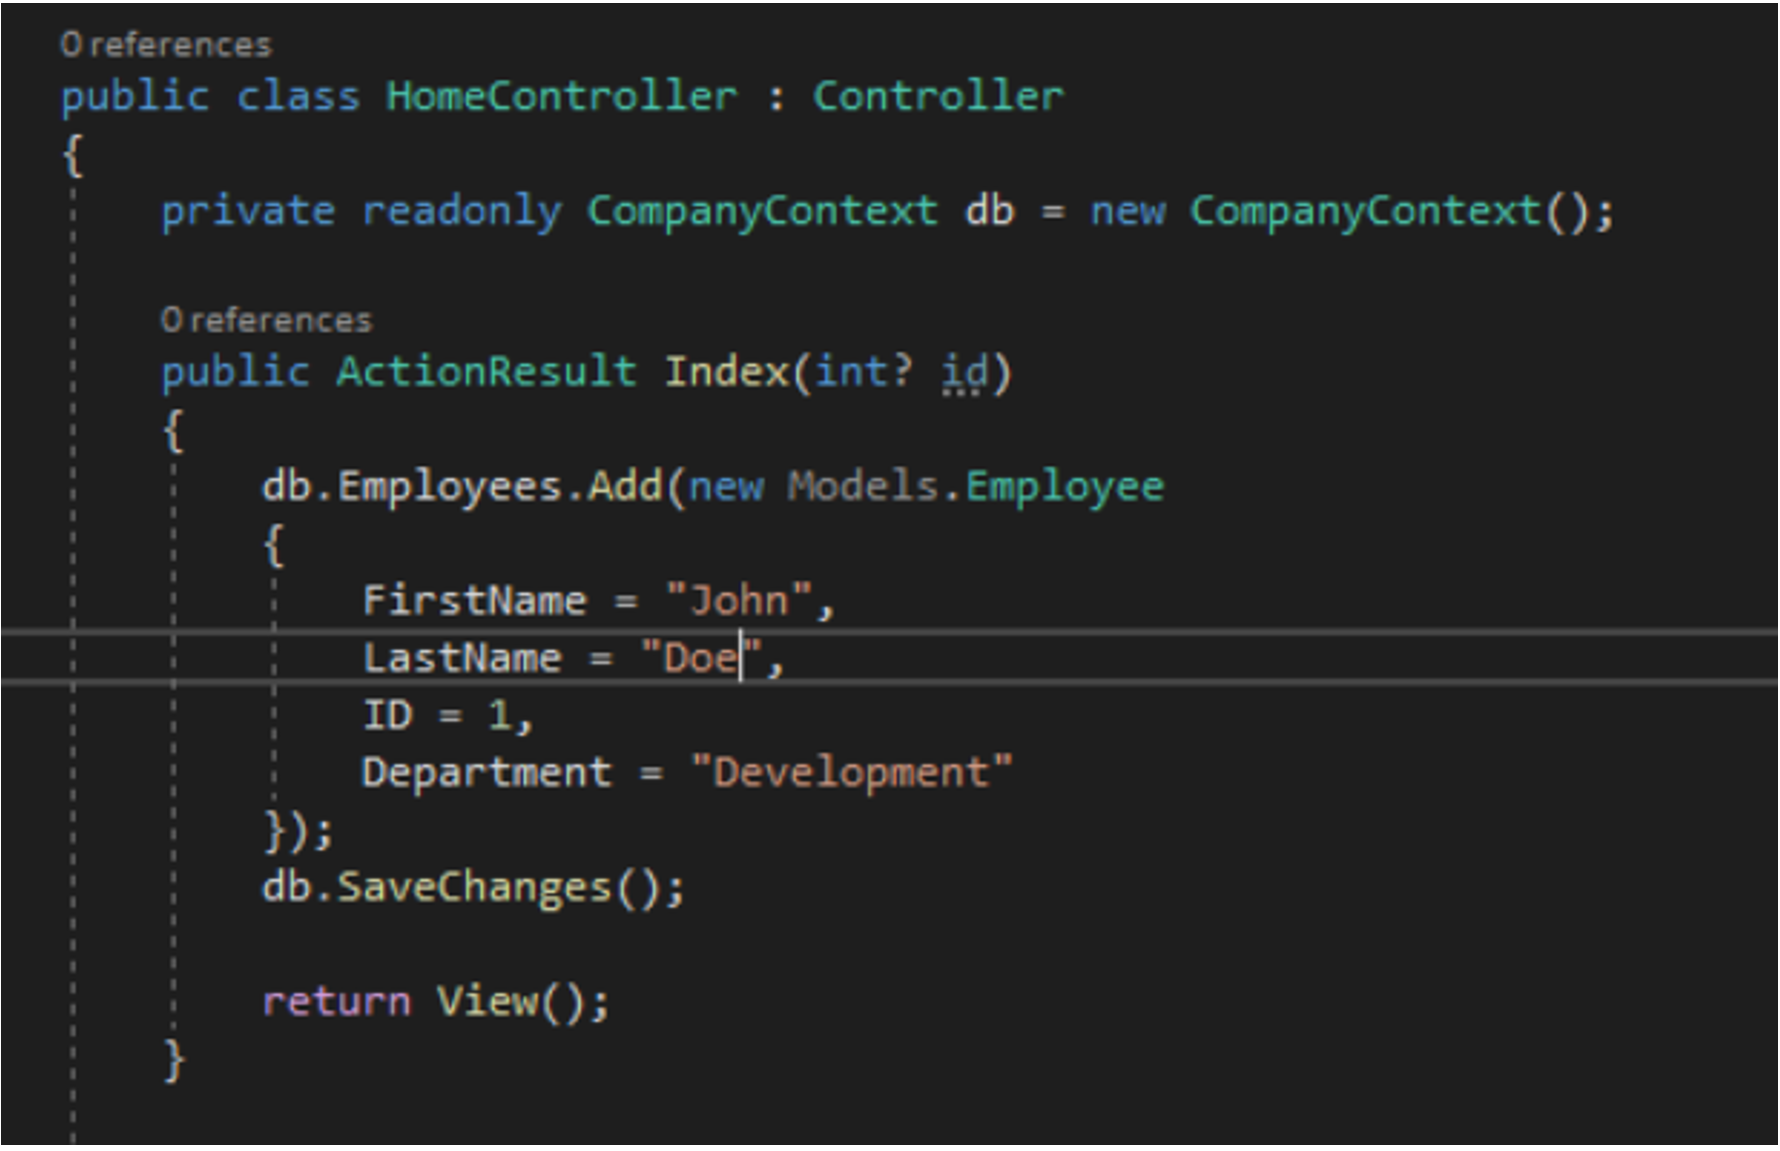 0 references
public class HomeController : Controller
{
private readonly CompanyContext db = new CompanyContext();
0 references
public ActionResult Index(int? id)
{
db.Employees.Add(new Models.Employee
{
FirstName = "John",
LastName = "Doe",
ID = 1,
Department = "Development"
});
db.SaveChanges();
return View();
}